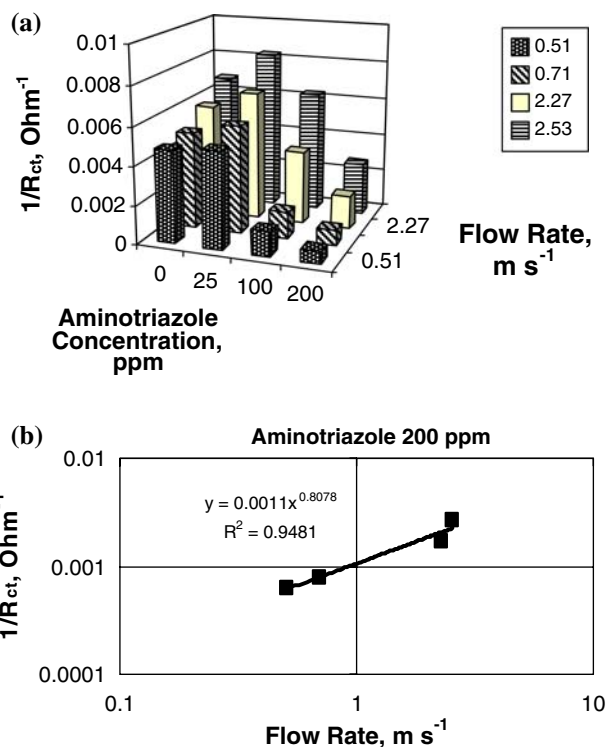 (a)
0.01
0.008
0.006
0.004
0.002
0
1/Rct, Ohm-1
0
25
100
200
Aminotriazole
Concentration,
ppm
2.27
0.51
Flow Rate,
m s-1
0.51
0.71
2.27
2.53
(b)
Aminotriazole 200 ppm
0.01
0.001
0.0001
1/Rct, Ohm-1
y = 0.0011x0.8078
R2 = 0.9481
0.1
1
10
Flow Rate, m s-1